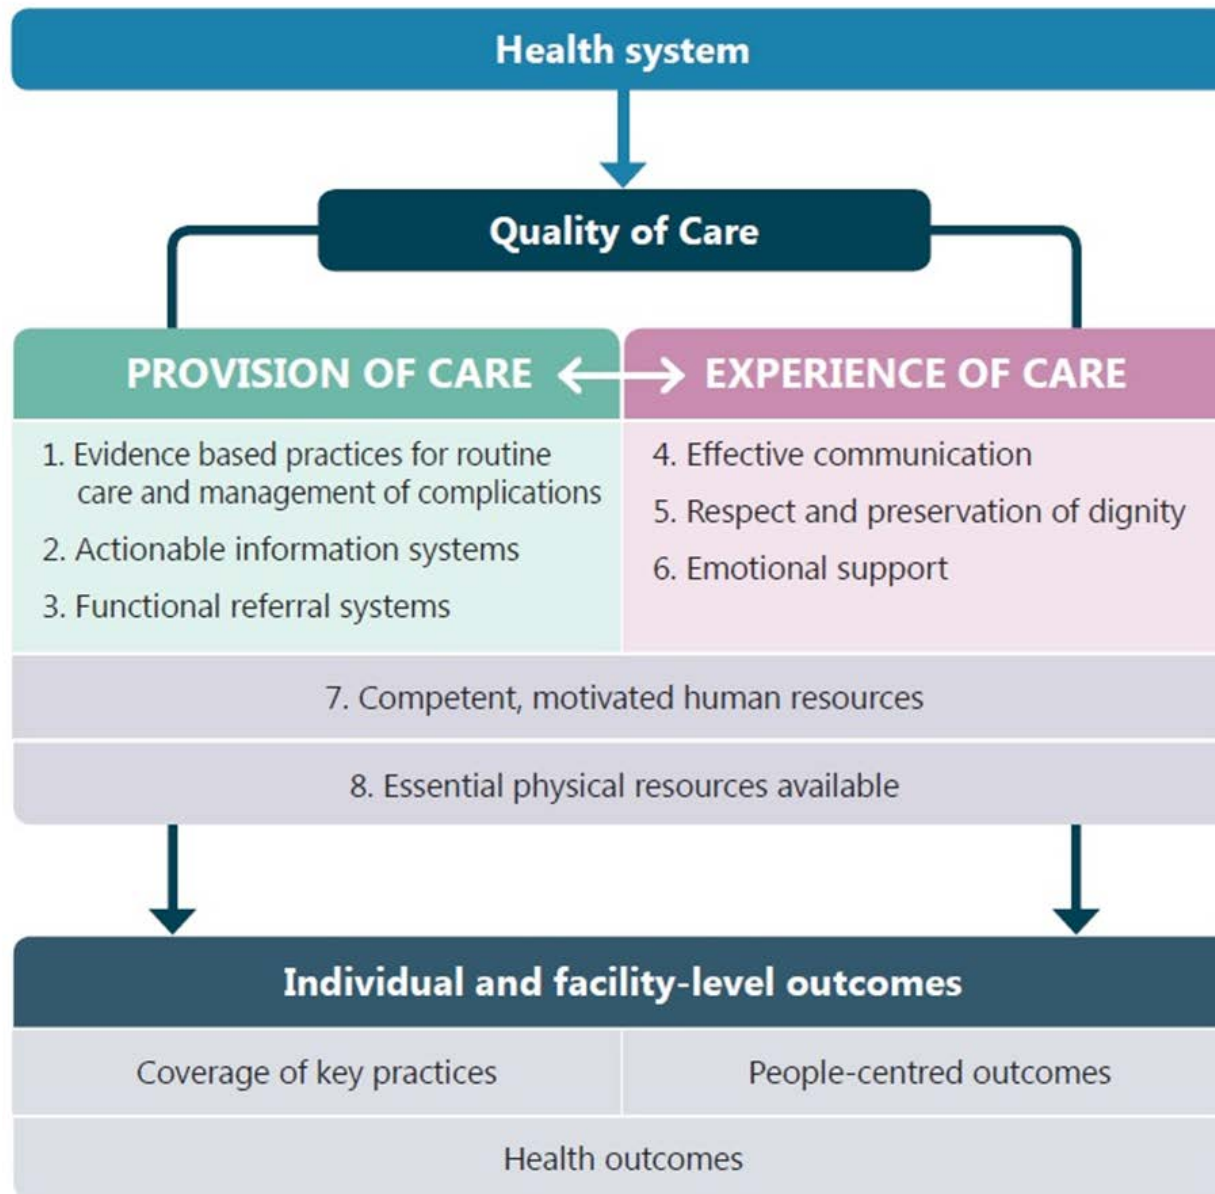 Health system
Quality of Care
PROVISION OF CARE
EXPERIENCE OF CARE
1. Evidence based practices for routine
care and management of complications
2. Actionable information systems
3. Functional referral systems
4. Effective communication
5. Respect and preservation of dignity
6. Emotional support
7. Competent, motivated human resources
8. Essential physical resources available
Individual and facility-level outcomes
Coverage of key practices
People-centred outcomes
Health outcomes